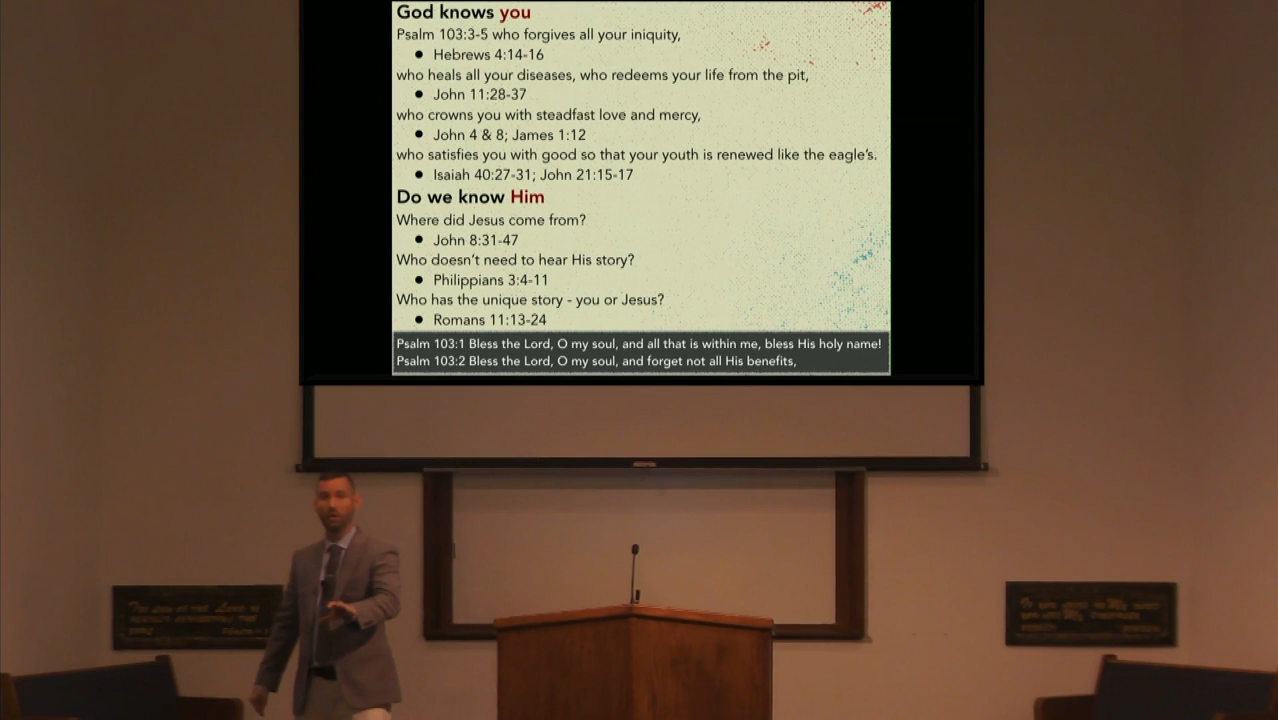 God knows you
Psalm 103:3-5 who forgives all your iniquity,
● Hebrews 4:14-16
who heals all your diseases, who redeems your life from the pit,
● John 11:28-37
who crowns you with steadfast love and mercy,
● John 4 & 8; James 1:12
who satisfies you with good so that your youth is renewed like the eagle’s.
● Isaiah 40:27-31; John 21:15-17
Do we know Him
Where did Jesus come from?
● John 8:31-47
Who doesn’t need to hear His story?
● Philippians 3:4-11
Who has the unique story - you or Jesus?
● Romans 11:13-24
Psalm 103:1 Bless the Lord, O my soul, and all that is within me, bless His holy name!
Psalm 103:2 Bless the Lord, O my soul, and forget not all His benefits,
The Law of the Lord is
perfect